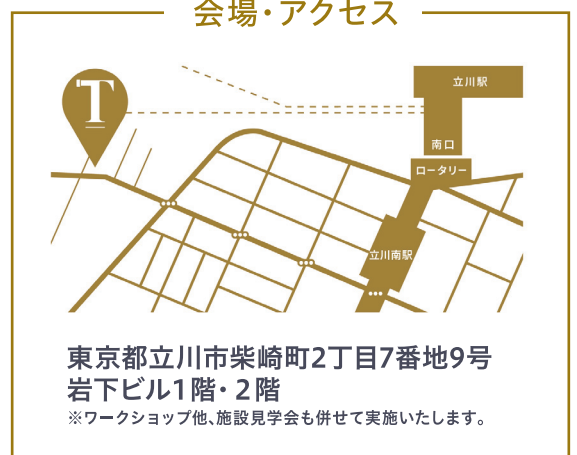 会場・アクセス
T
立川駅
南口
ロータリー
立川南駅
東京都立川市柴崎町2丁目7番地9号
岩下ビル1階・2階
※ワークショップ他、施設見学会も併せて実施いたします。